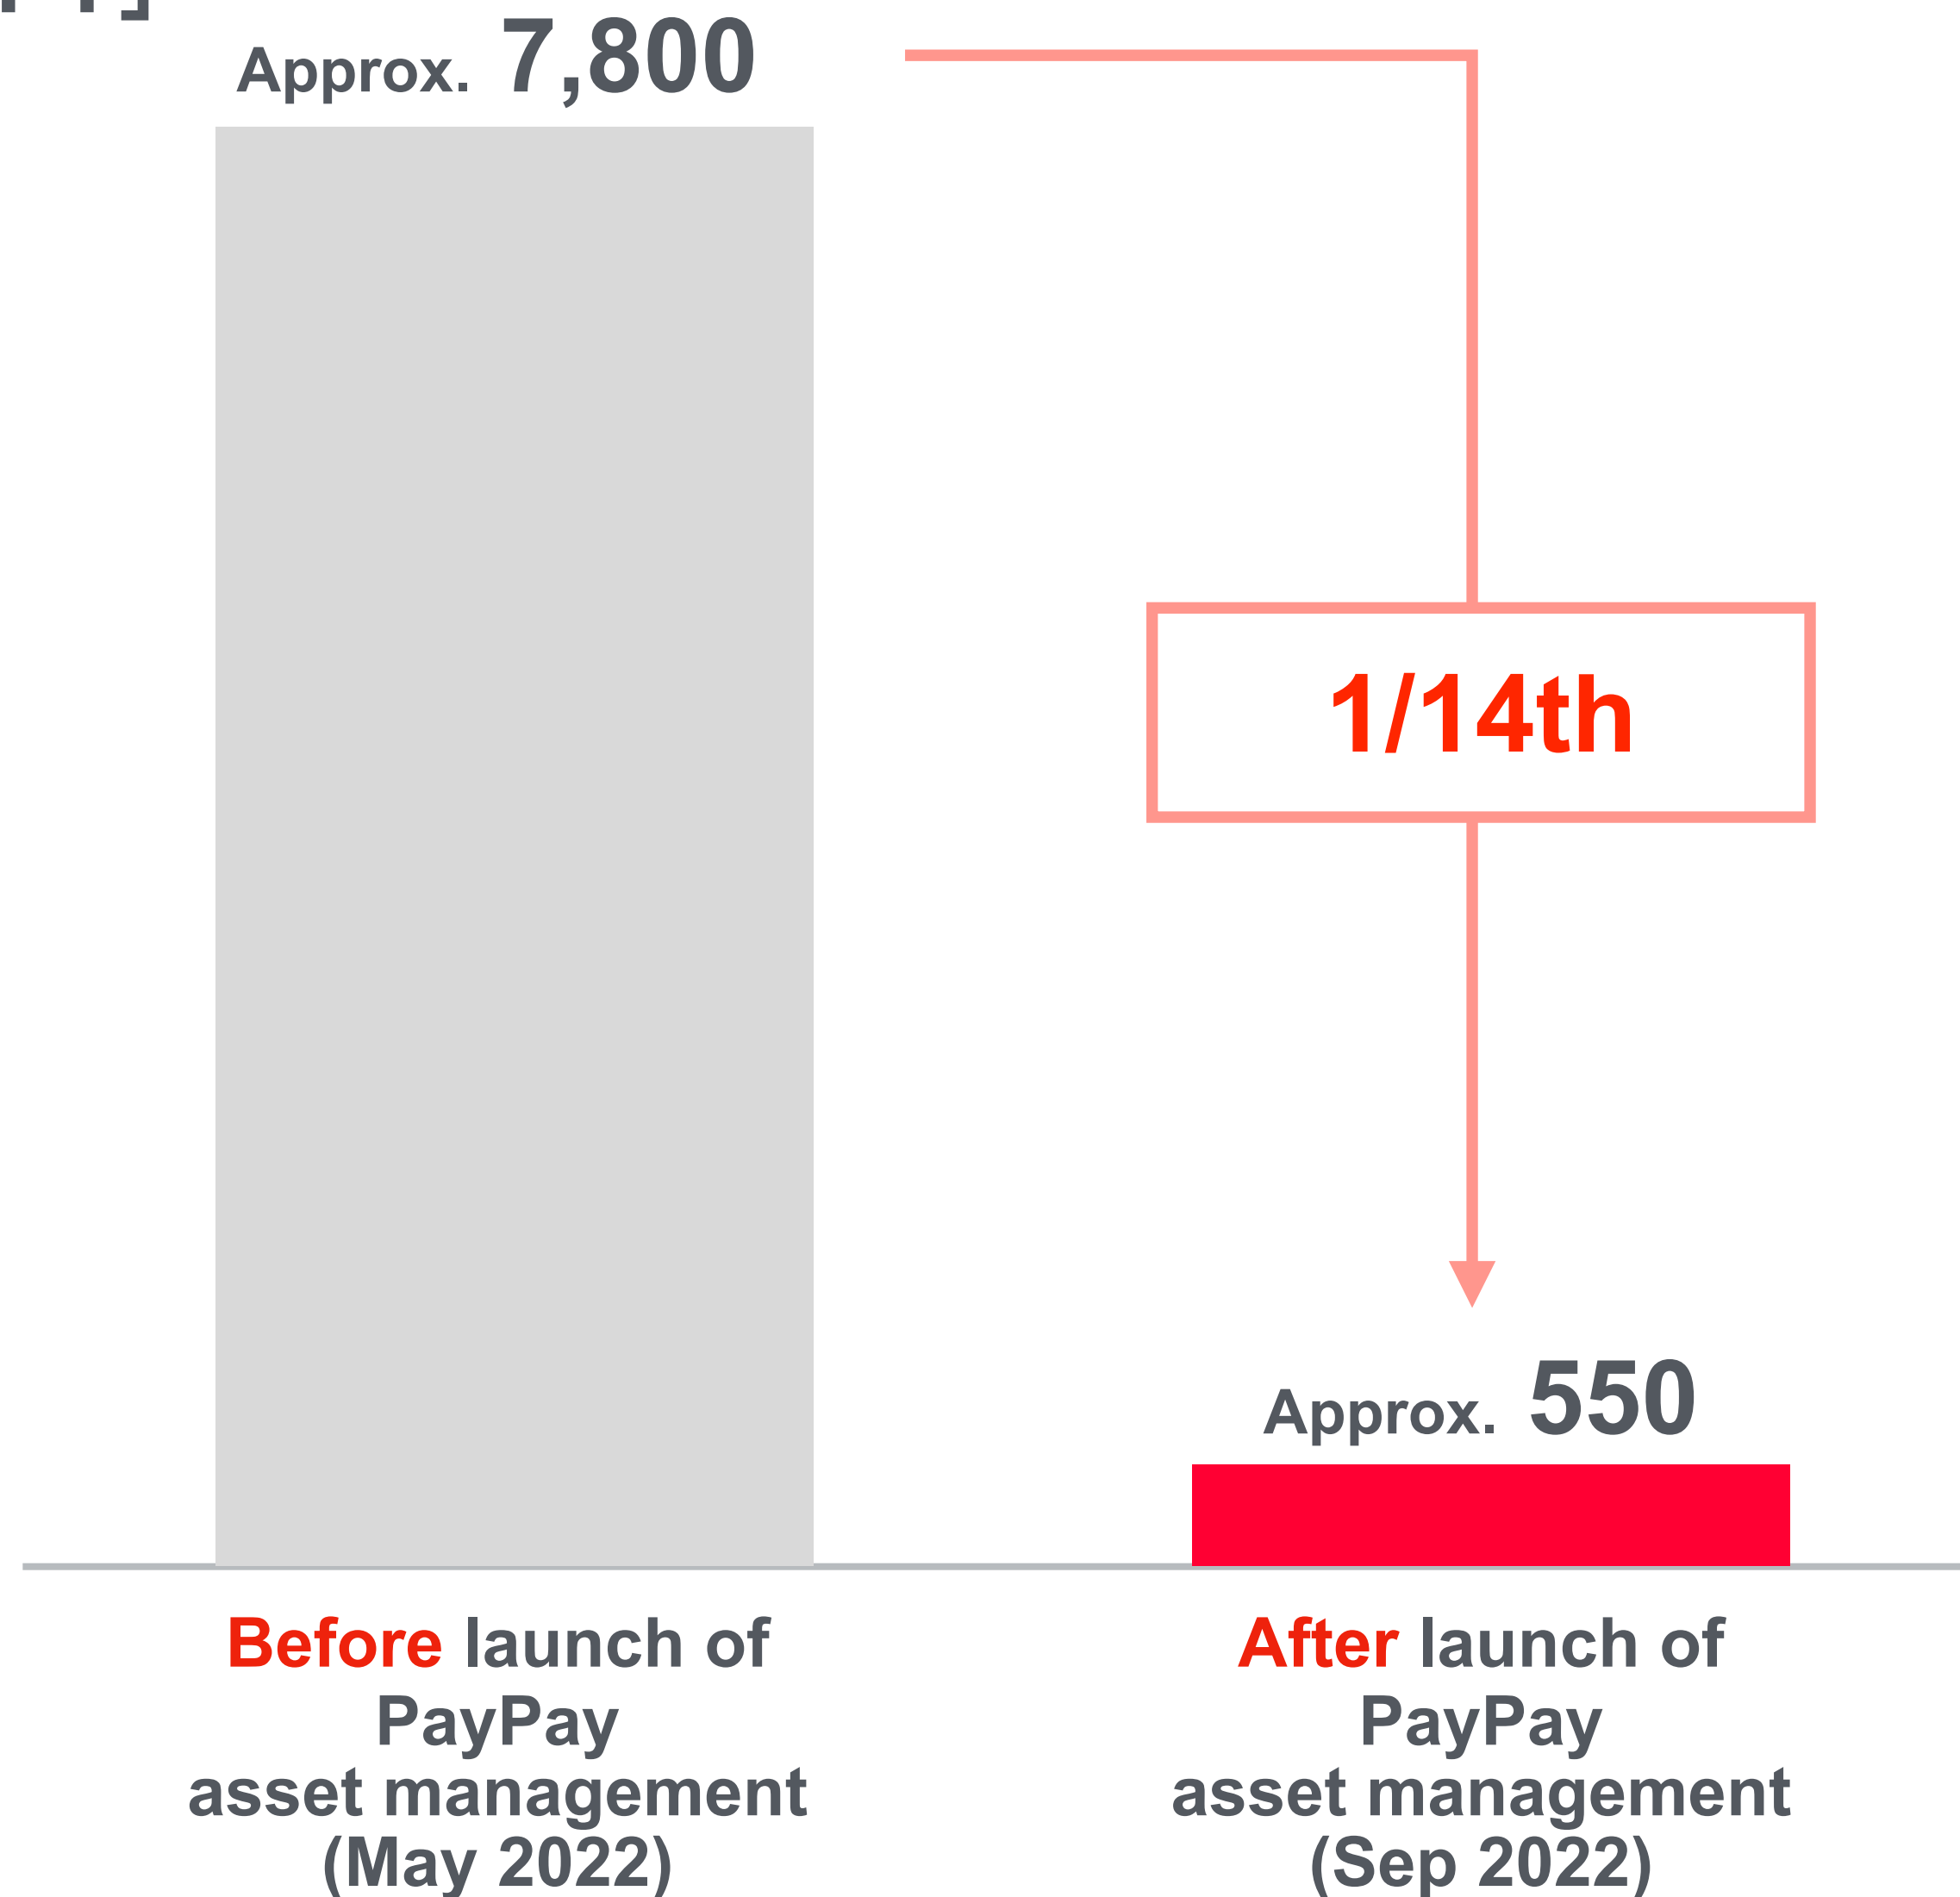 Approx. 7,800
1/14th
Approx. 550
Before launch of
PayPay
asset management
(May 2022)
After launch of
PayPay
asset management
(Sep 2022)